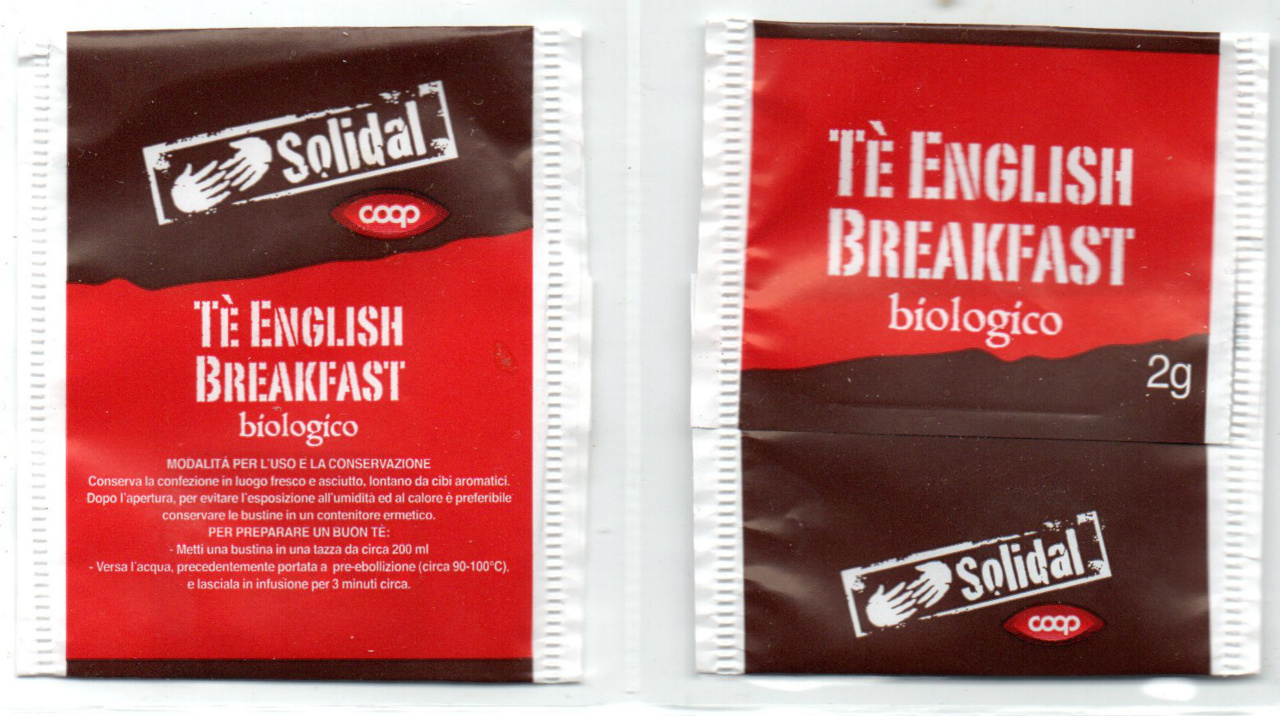 Solidal
coop
TÈ ENGLISH
BREAKFAST
biologico
MODALITÁ PER L'USO E LA CONSERVAZIONE
Conserva la confezione in luogo fresco e asciutto, lontano da cibi aromatici.
Dopo l'apertura, per evitare l'esposizione all'umidità ed al calore è preferibile
conservare le bustine in un contenitore ermetico.
PER PREPARARE UN BUON TÈ:
- Metti una bustina in una tazza da circa 200 ml
- Versa l'acqua, precedentemente portata a pre-ebollizione (circa 90-100°C),
e lasciala in infusione per 3 minuti circa.
TÈ ENGLISH
BREAKFAST
biologico
2g
Solidal
coop